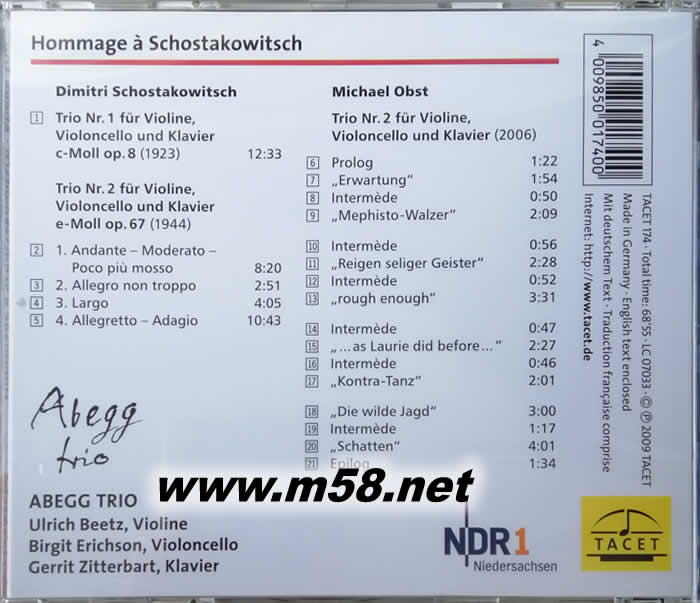 Hommage à Schostakowitsch
Dimitri Schostakowitsch
1 Trio Nr. 1 für Violine,
Violoncello und Klavier
c-Moll op. 8 (1923) 12:33
Trio Nr. 2 für Violine,
Violoncello und Klavier
e-Moll op. 67 (1944)
2 1. Andante – Moderato –
Poco più mosso 8:20
3 2. Allegro non troppo 2:51
4 3. Largo 4:05
5 4. Allegretto – Adagio 10:43
Abegg
trio
ABEGG TRIO
Ulrich Beetz, Violine
Birgit Erichson, Violoncello
Gerrit Zitterbart, Klavier
Michael Obst
Trio Nr. 2 für Violine,
Violoncello und Klavier (2006)
6 Prolog 1:22
7 „Erwartung“ 1:54
8 Intermède 0:50
9 „Mephisto-Walzer“ 2:09
10 Intermède 0:56
11 „Reigen seliger Geister“ 2:28
12 Intermède 0:52
13 „rough enough“ 3:31
14 Intermède 0:47
15 „...as Laurie did before...“ 2:27
16 Intermède 0:46
17 „Kontra-Tanz“ 2:01
18 „Die wilde Jagd“ 3:00
19 Intermède 1:17
20 „Schatten“ 4:01
21 Epilog 1:34
www.m58.net
NDR1
Niedersachsen
TACET
4 009850 017400
TACET 174 · Total time: 68'55 · LC 07033 · © ℗ 2009 TACET
Made in Germany · English text enclosed
Mit deutschem Text · Traduction française comprise
Internet: http://www.tacet.de